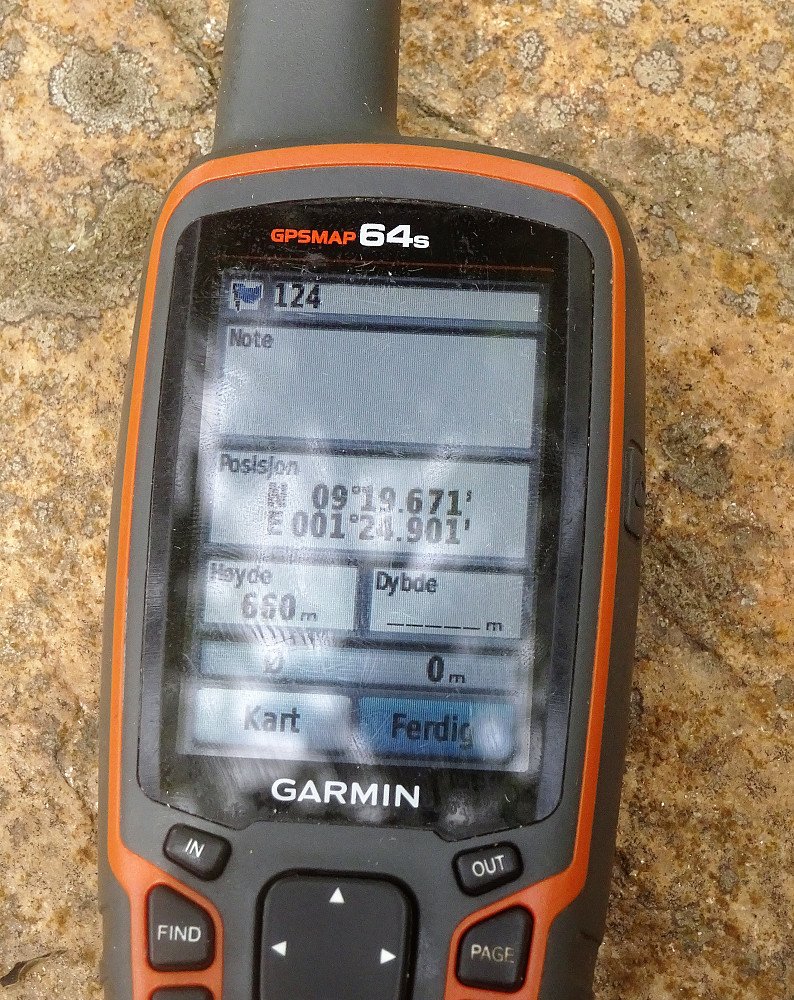 GPSMAP 64s
124
Note
Posisjon
N 09°19.671'
E 001°24.901'
Høyde
660 m
Dybde
_____ m
Ø 0 m
Kart Ferdig
GARMIN
IN OUT
FIND PAGE